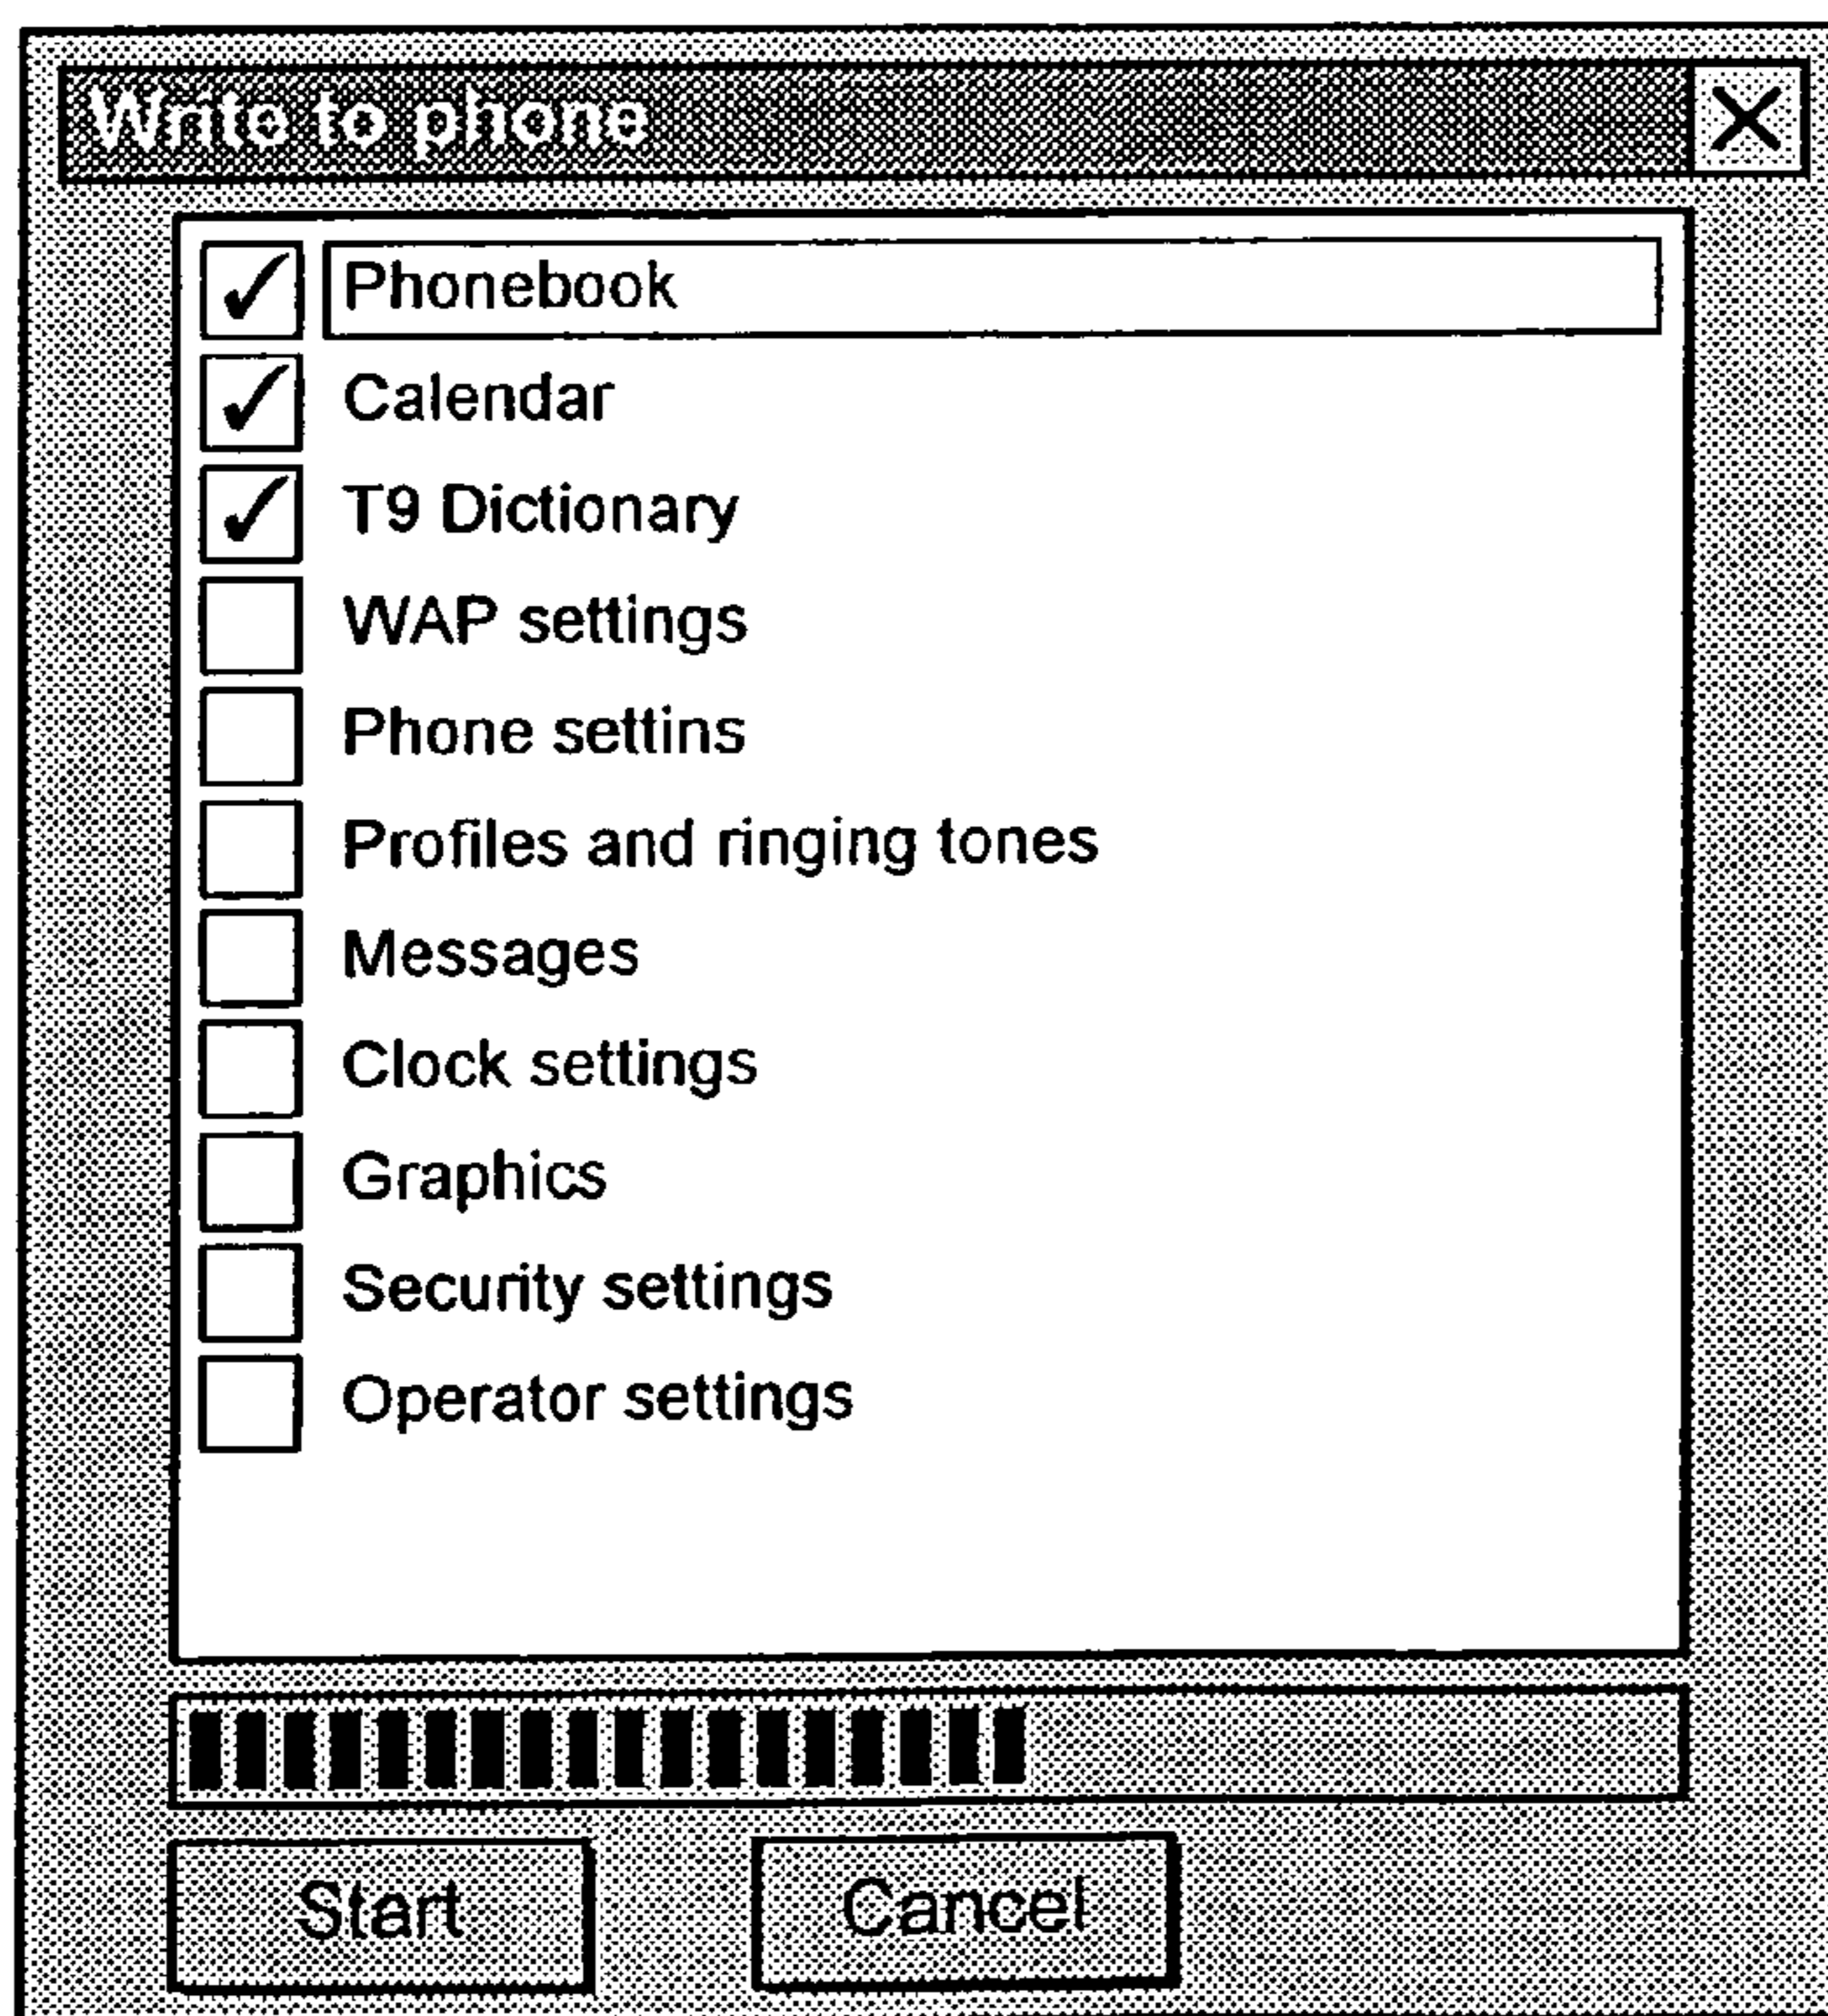 Write to phone
Phonebook
Calendar
T9 Dictionary
WAP settings
Phone settins
Profiles and ringing tones
Messages
Clock settings
Graphics
Security settings
Operator settings
Start Cancel